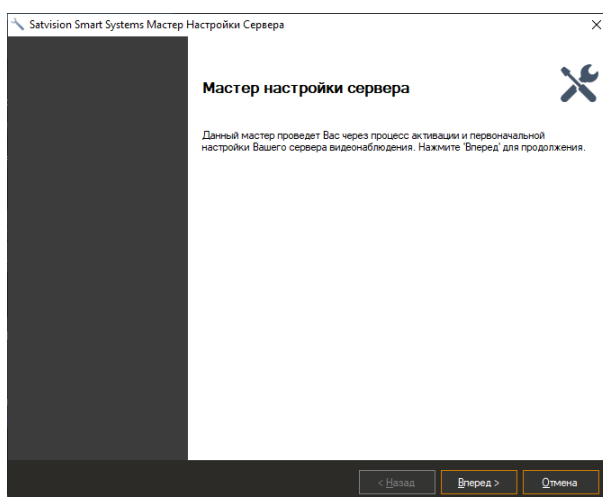 Satvision Smart Systems Мастер Настройки Сервера
Мастер настройки сервера
Данный мастер проведет Вас через процесс активации и первоначальной
настройки Вашего сервера видеонаблюдения. Нажмите 'Вперед' для продолжения.
< Назад Вперед > Отмена